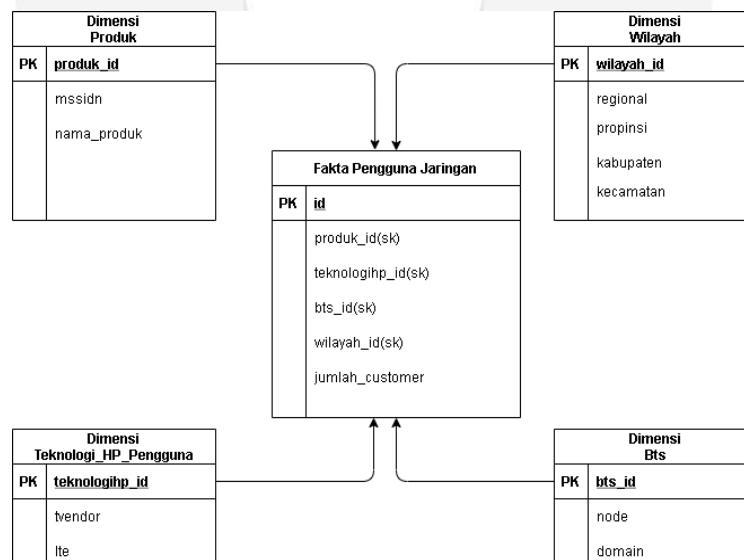 Dimensi
Produk
PK produk_id
mssidn
nama_produk
Dimensi
Wilayah
PK wilayah_id
regional
propinsi
kabupaten
kecamatan
Fakta Pengguna Jaringan
PK id
produk_id(sk)
teknologihp_id(sk)
bts_id(sk)
wilayah_id(sk)
jumlah_customer
Dimensi
Teknologi_HP_Pengguna
PK teknologihp_id
tvendor
lte
Dimensi
Bts
PK bts_id
node
domain